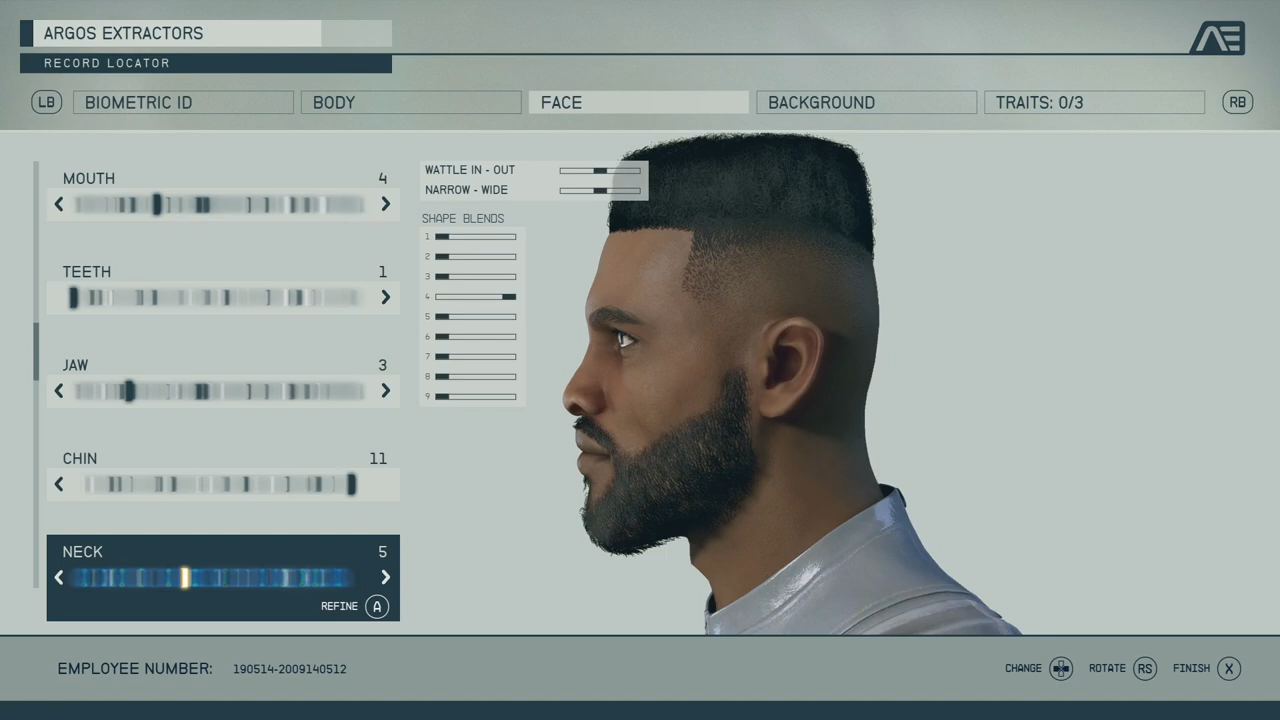 ARGOS EXTRACTORS
RECORD LOCATOR
AE
LB BIOMETRIC ID BODY FACE BACKGROUND TRAITS: 0/3 RB
MOUTH 4
TEETH 1
JAW 3
CHIN 11
NECK 5
REFINE A
WATTLE IN - OUT
NARROW - WIDE
SHAPE BLENDS
1
2
3
4
5
6
7
8
9
EMPLOYEE NUMBER: 190514-2009140512
CHANGE ROTATE RS FINISH X